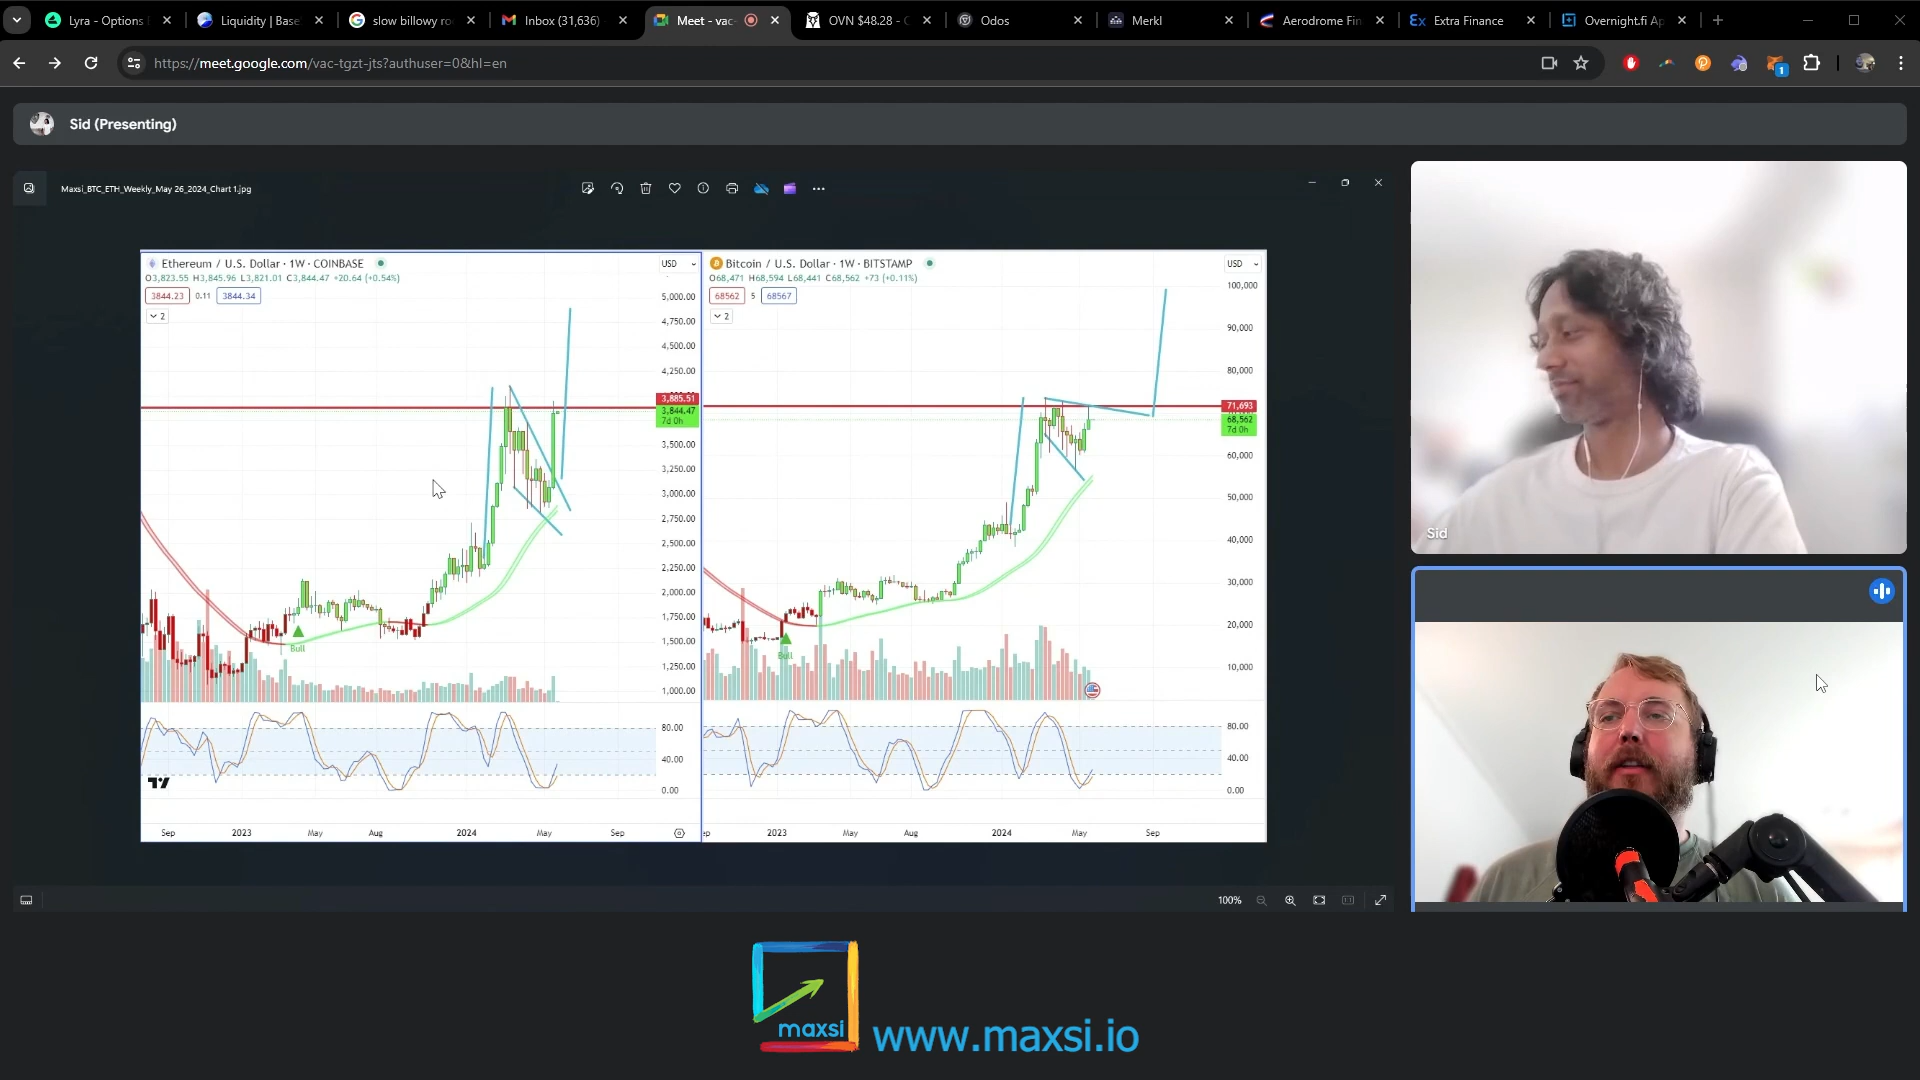 Lyra - Options
Liquidity | Base
slow billowy ro
Inbox (31,636)
Meet - vac-
OVN $48.28 -
Odos
Merkl
Aerodrome Fin
Extra Finance
Overnight.fi Ap
https://meet.google.com/vac-tgzt-jts?authuser=0&hl=en
1
Sid (Presenting)
Maxsi_BTC_ETH_Weekly_May 26_2024_Chart 1.jpg
Ethereum / U.S. Dollar · 1W · COINBASE
USD
O3,823.55 H3,845.96 L3,821.01 C3,844.47 +20.64 (+0.54%)
3844.23 0.11 3844.34
2
5,000.00
4,750.00
4,500.00
4,250.00
3,885.51
3,844.47
7d 0h
3,500.00
3,250.00
3,000.00
2,750.00
2,500.00
2,250.00
2,000.00
1,750.00
1,500.00
1,250.00
1,000.00
Bull
80.00
40.00
0.00
Sep 2023 May Aug 2024 May Sep
Bitcoin / U.S. Dollar · 1W · BITSTAMP
USD
O68,471 H68,594 L68,441 C68,562 +73 (+0.11%)
68562 5 68567
2
100,000
90,000
80,000
71,693
68,562
7d 0h
60,000
50,000
40,000
30,000
20,000
10,000
Bull
80.00
40.00
0.00
2023 May Aug 2024 May Sep
100%
Sid
maxsi
www.maxsi.io